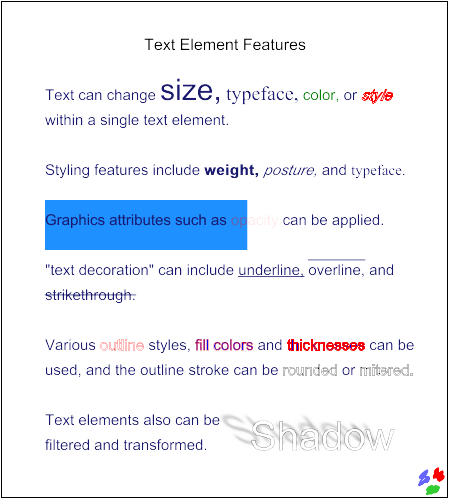 Text Element Features
Text can change size, typeface, color, or style
within a single text element.
Styling features include weight, posture, and typeface.
Graphics attributes such as opacity can be applied.
"text decoration" can include underline, overline, and
strikethrough.
Various outline styles, fill colors and thicknesses can be
used, and the outline stroke can be rounded or mitered.
Text elements also can be
filtered and transformed.
Shadow